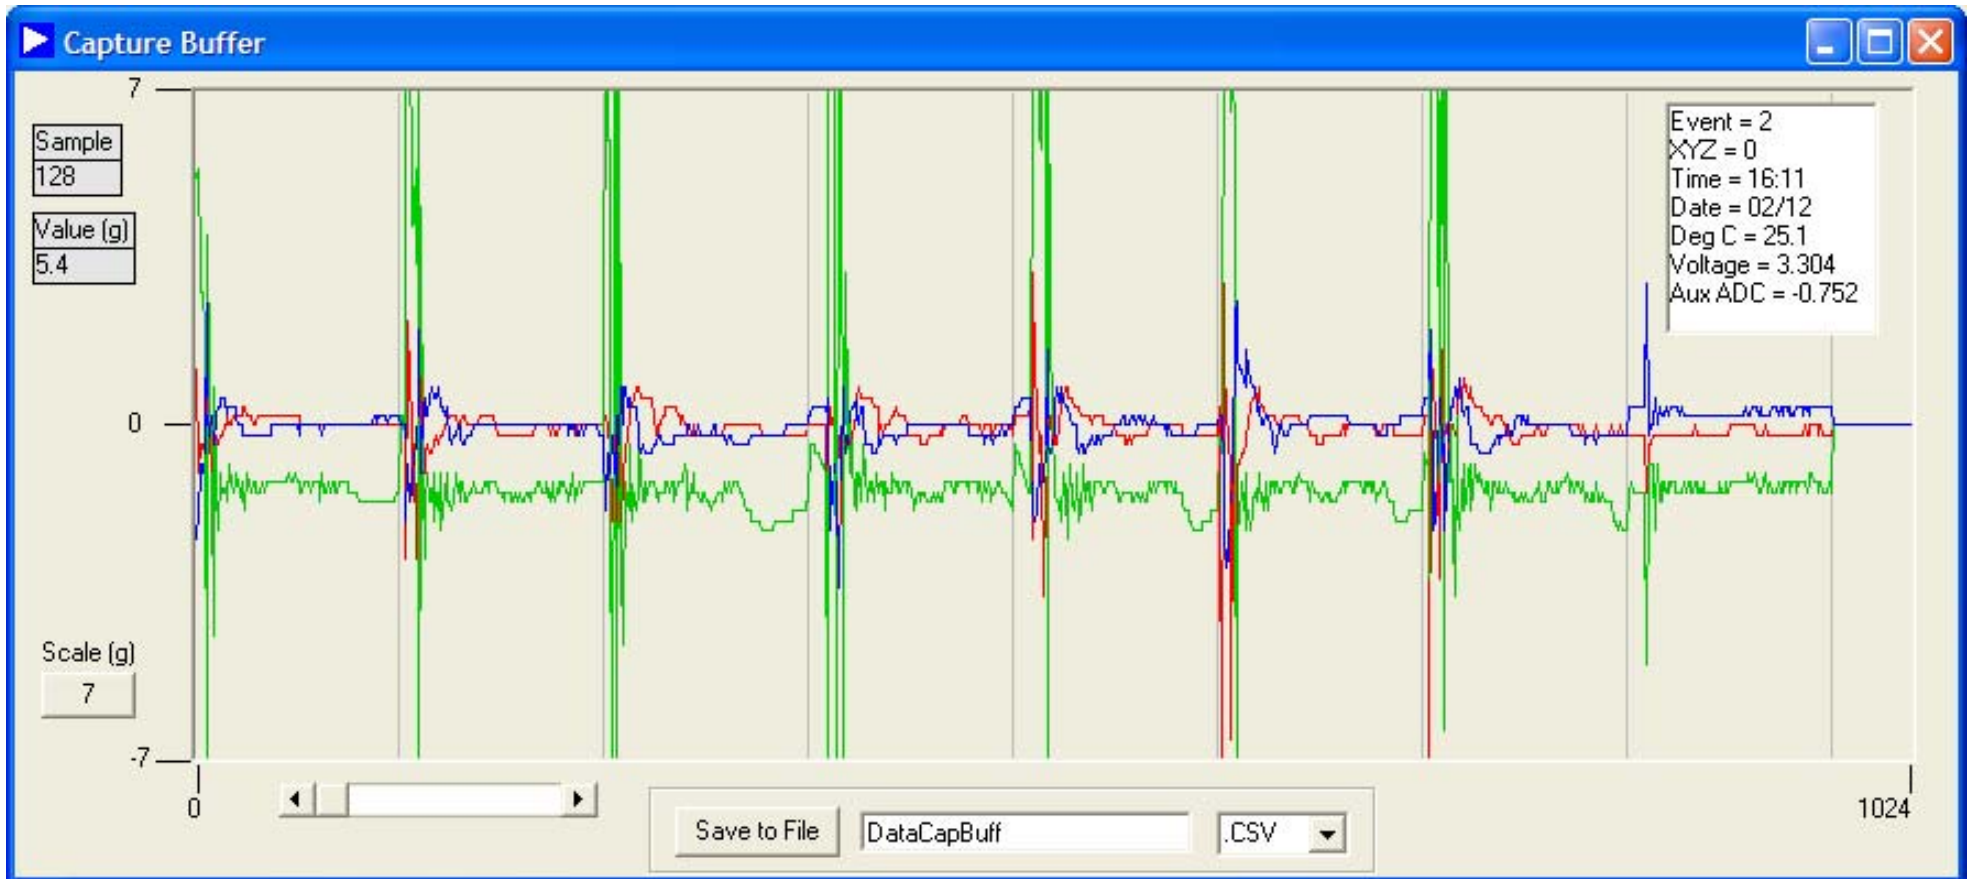 Capture Buffer
7
Sample
128
Value (g)
5.4
0
Scale (g)
7
-7
Event = 2
XYZ = 0
Time = 16:11
Date = 02/12
Deg C = 25.1
Voltage = 3.304
Aux ADC = -0.752
0
1024
Save to File
DataCapBuff
.CSV